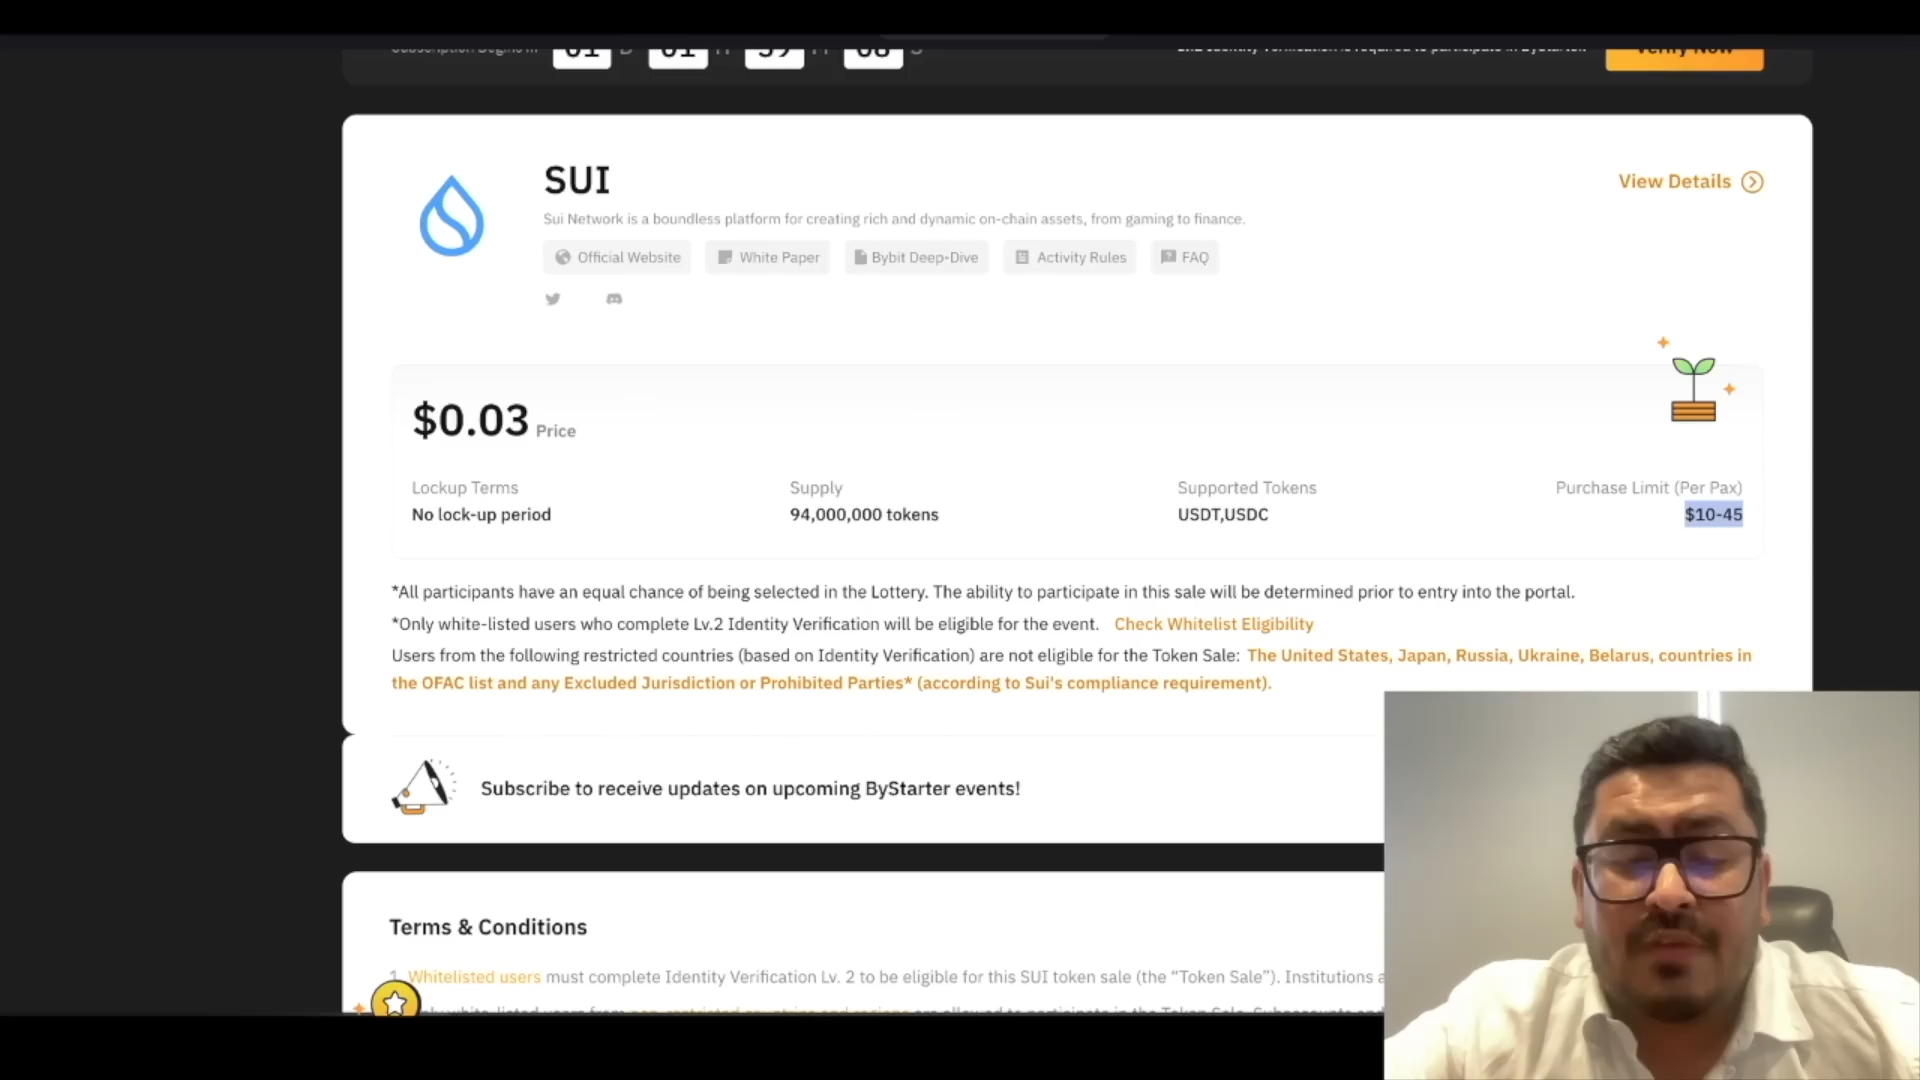 SUI
View Details
Sui Network is a boundless platform for creating rich and dynamic on-chain assets, from gaming to finance.
Official Website White Paper Bybit Deep-Dive Activity Rules FAQ
$0.03 Price
Lockup Terms Supply Supported Tokens Purchase Limit (Per Pax)
No lock-up period 94,000,000 tokens USDT,USDC $10-45
*All participants have an equal chance of being selected in the Lottery. The ability to participate in this sale will be determined prior to entry into the portal.
*Only white-listed users who complete Lv.2 Identity Verification will be eligible for the event. Check Whitelist Eligibility
Users from the following restricted countries (based on Identity Verification) are not eligible for the Token Sale: The United States, Japan, Russia, Ukraine, Belarus, countries in
the OFAC list and any Excluded Jurisdiction or Prohibited Parties* (according to Sui's compliance requirement).
Subscribe to receive updates on upcoming ByStarter events!
Terms & Conditions
1. Whitelisted users must complete Identity Verification Lv. 2 to be eligible for this SUI token sale (the “Token Sale”). Institutions